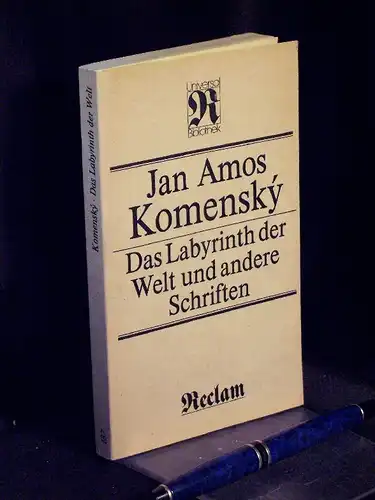 Universal
R
Bibliothek
Jan Amos
Komenský
Das Labyrinth der
Welt und andere
Schriften
Reclam
Komenský · Das Labyrinth der Welt